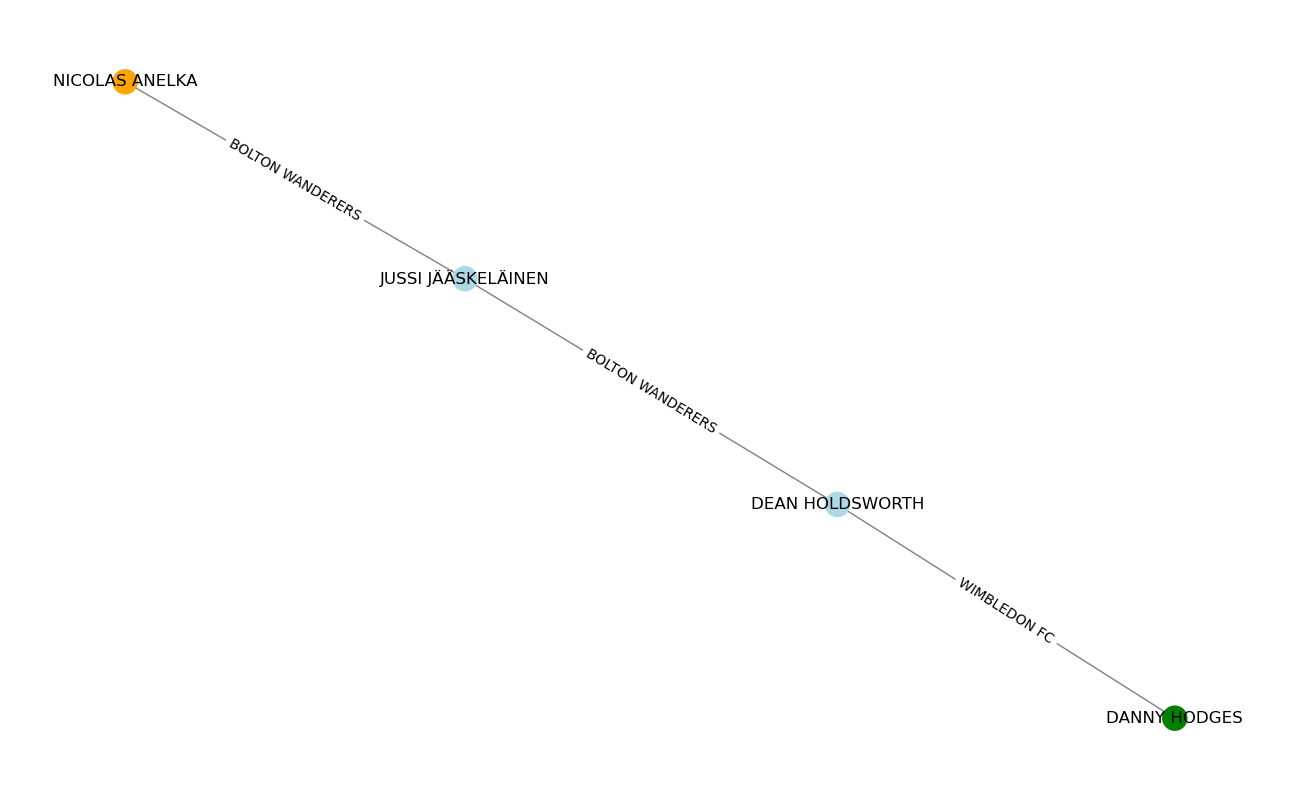 NICOLAS ANELKA
BOLTON WANDERERS
JUSSI JÄÄSKELÄINEN
BOLTON WANDERERS
DEAN HOLDSWORTH
WIMBLEDON FC
DANNY HODGES